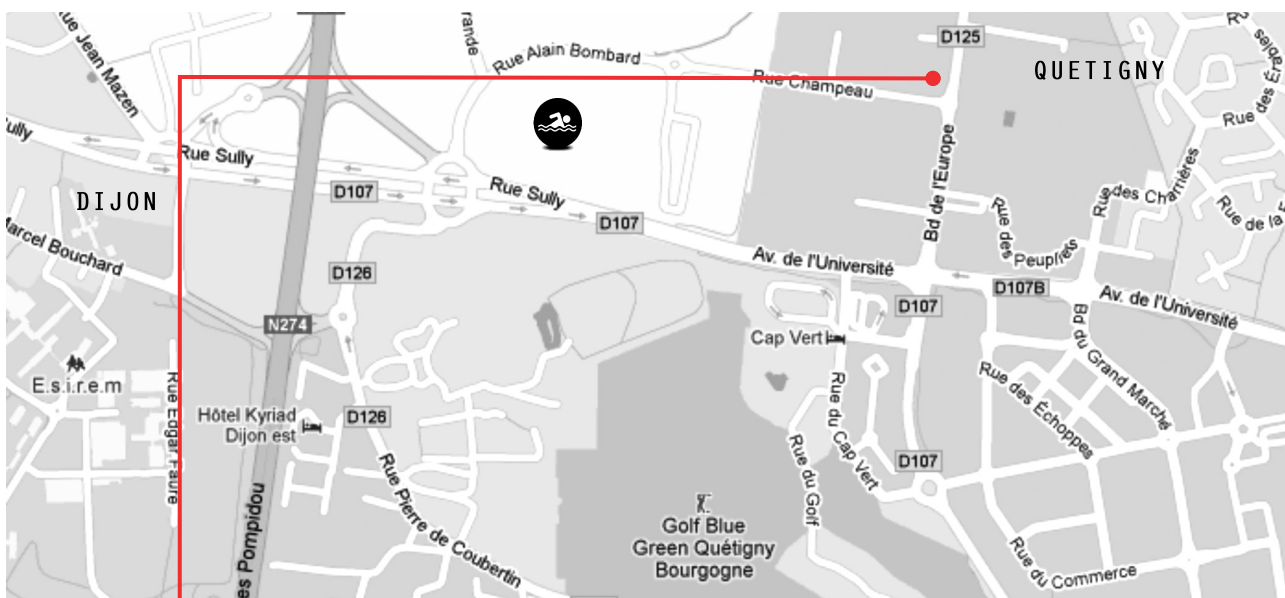 Rue Jean Mazen
Rue Alain Bombard
Rue Champeau
D125
QUETIGNY
Sully
Rue Sully
DIJON
D107
Rue Sully
D107
Bd de l'Europe
Rue des Charrières
Rue des
Peupliers
Rue de la
Marcel Bouchard
D126
Av. de l'Université
D107B
Av. de l'Université
N274
D107
Cap Vert
Bd du Grand Marché
E.s.i.r.e.m
Rue Edgar Faure
Hôtel Kyriad
Dijon est
D126
Rue des Échoppes
Rue du Cap Vert
Rue du Golf
D107
Rue Pierre de Coubertin
es Pompidou
Golf Blue
Green Quétigny
Bourgogne
Rue du Commerce